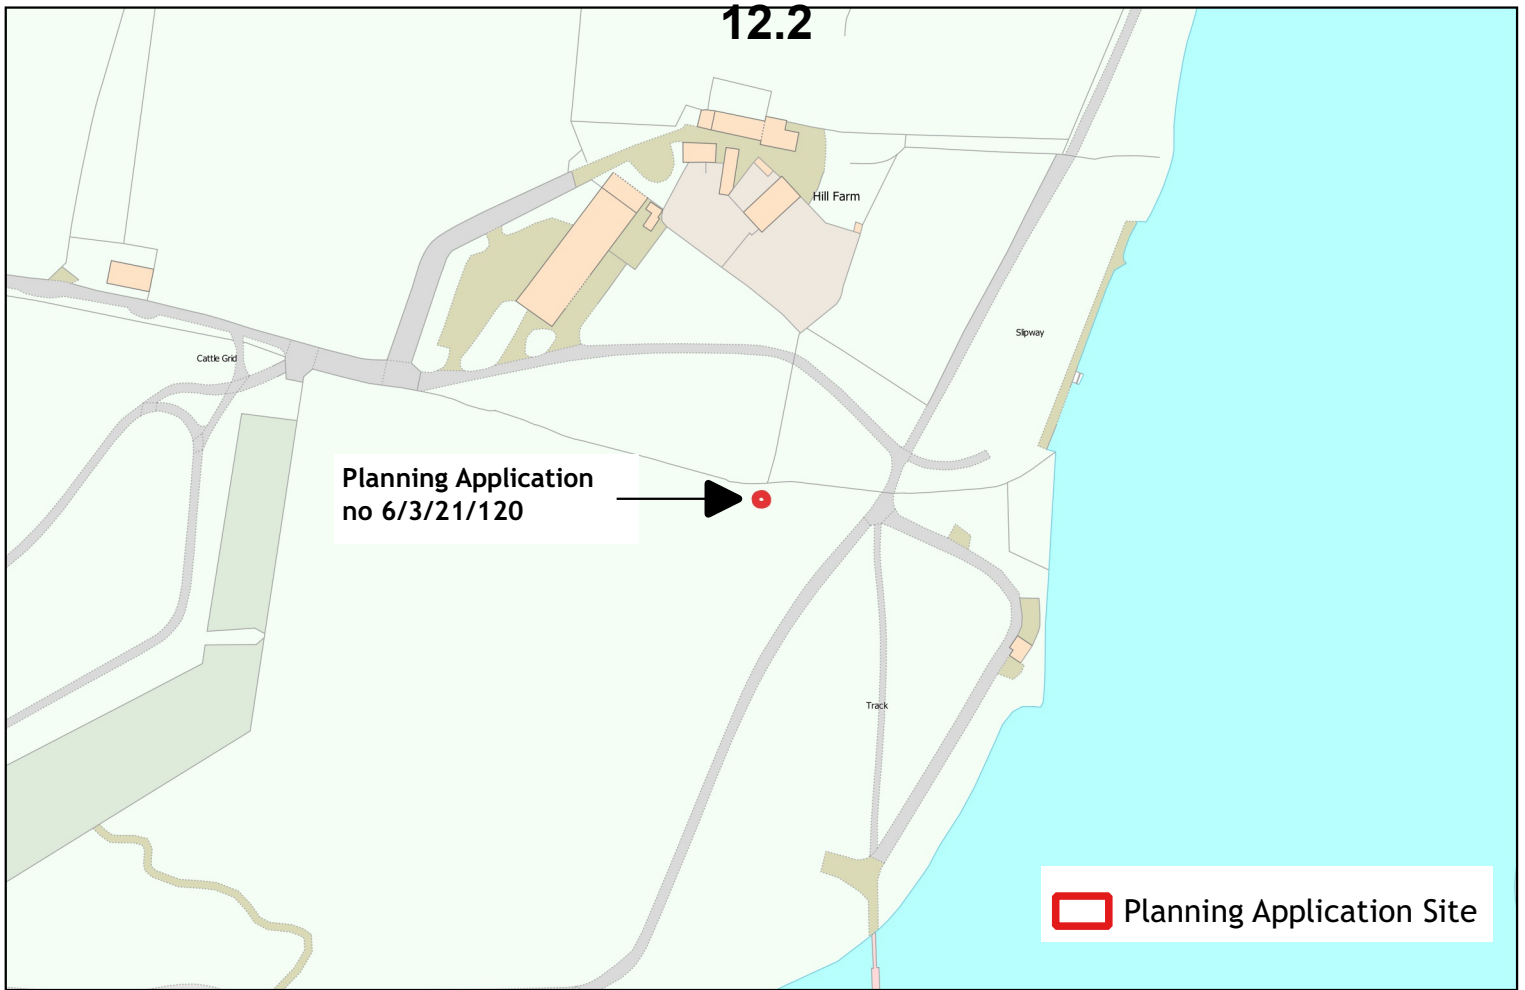 12.2
Hill Farm
Slipway
Cattle Grid
Planning Application
no 6/3/21/120
Track
Planning Application Site